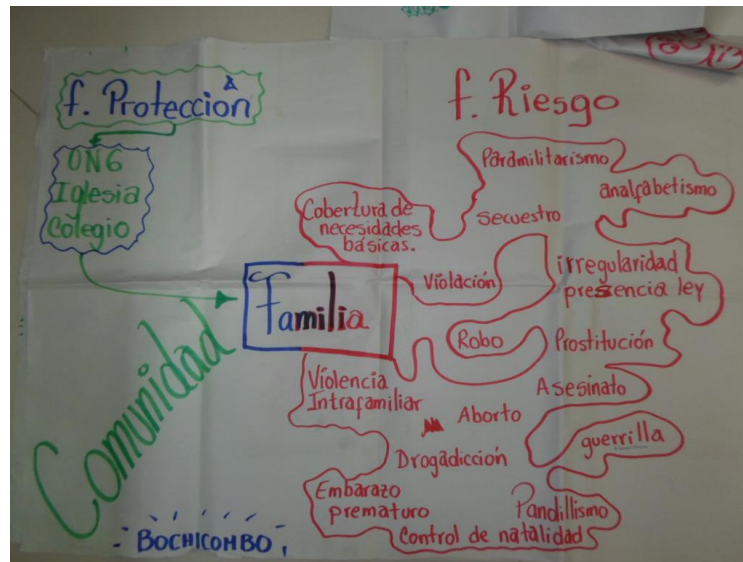 f. Protección
ONG
Iglesia
Colegio
Comunidad
Familia
BOCHICOMBO
f. Riesgo
Paramilitarismo
analfabetismo
Cobertura de
necesidades
básicas.
Secuestro
Violación
irregularidad
presencia ley
Robo
Prostitución
Violencia
Intrafamiliar
Asesinato
Aborto
guerrilla
Drogadicción
Embarazo
prematuro
Pandillismo
Control de natalidad